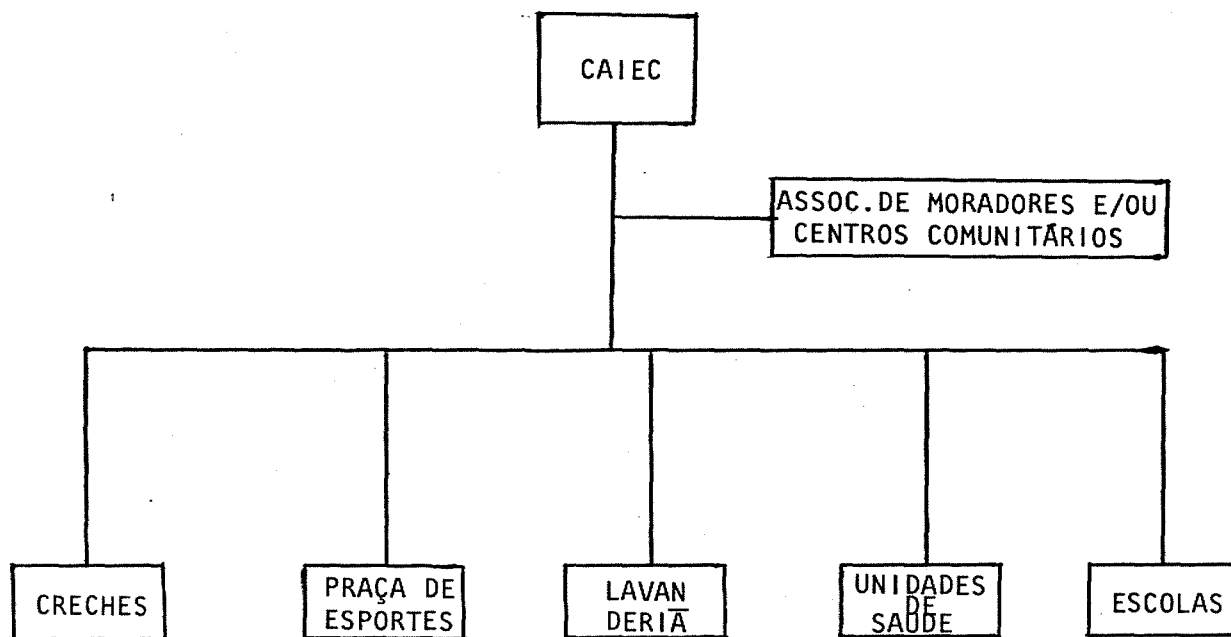 CAIEC
ASSOC.DE MORADORES E/OU
CENTROS COMUNITÁRIOS
CRECHES
PRAÇA DE
ESPORTES
LAVAN
DERIA
UNIDADES
DE
SAÚDE
ESCOLAS